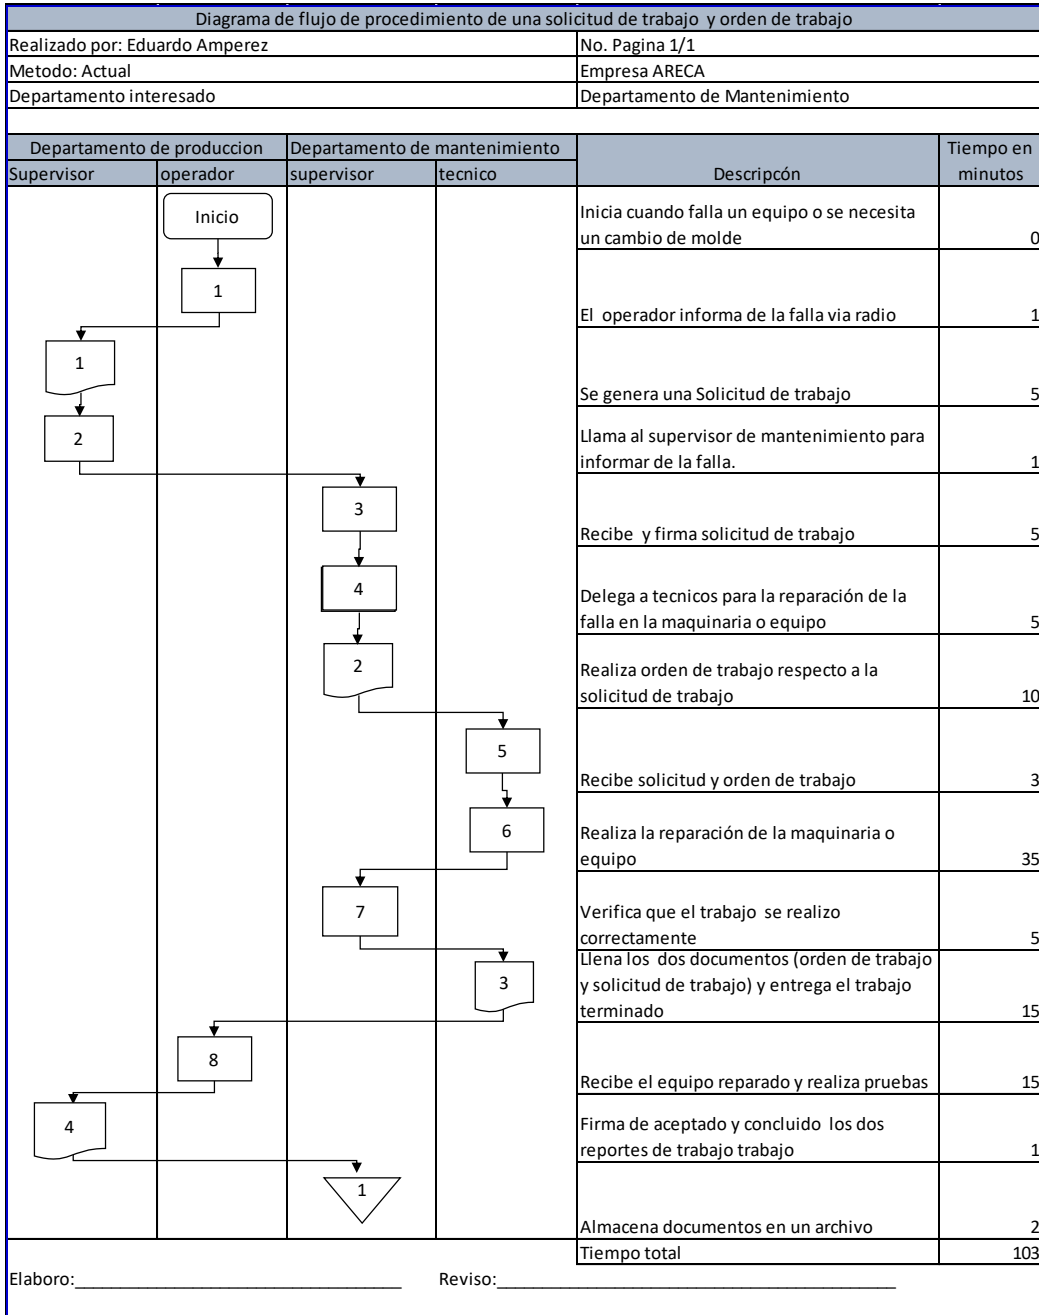 Diagrama de flujo de procedimiento de una solicitud de trabajo y orden de trabajo
Realizado por: Eduardo Amperez
No. Pagina 1/1
Metodo: Actual
Empresa ARECA
Departamento interesado
Departamento de Mantenimiento
Departamento de produccion
Departamento de mantenimiento
Descripcón
Tiempo en
minutos
Supervisor
operador
supervisor
tecnico
Inicio
Inicia cuando falla un equipo o se necesita
un cambio de molde
0
1
El operador informa de la falla via radio
1
1
Se genera una Solicitud de trabajo
5
2
Llama al supervisor de mantenimiento para
informar de la falla.
1
3
Recibe y firma solicitud de trabajo
5
4
Delega a tecnicos para la reparación de la
falla en la maquinaria o equipo
5
2
Realiza orden de trabajo respecto a la
solicitud de trabajo
10
5
Recibe solicitud y orden de trabajo
3
6
Realiza la reparación de la maquinaria o
equipo
35
7
Verifica que el trabajo se realizo
correctamente
5
3
Llena los dos documentos (orden de trabajo
y solicitud de trabajo) y entrega el trabajo
terminado
15
8
Recibe el equipo reparado y realiza pruebas
15
4
Firma de aceptado y concluido los dos
reportes de trabajo trabajo
1
1
Almacena documentos en un archivo
2
Tiempo total
103
Elaboro:___________________________________
Reviso:___________________________________________